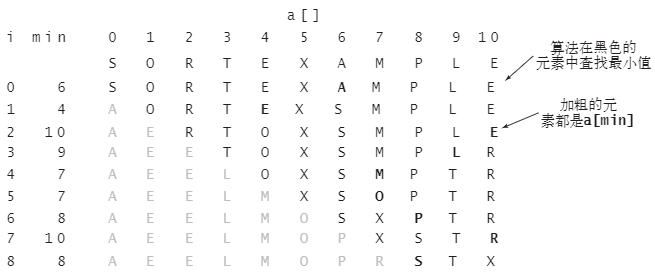 a[]
i min 0 1 2 3 4 5 6 7 8 9 10
S O R T E X A M P L E
0 6 S O R T E X A M P L E
1 4 A O R T E X S M P L E
2 10 A E R T O X S M P L E
3 9 A E E T O X S M P L R
4 7 A E E L O X S M P T R
5 7 A E E L M X S O P T R
6 8 A E E L M O S X P T R
7 10 A E E L M O P X S T R
8 8 A E E L M O P R S T X
算法在黑色的
元素中查找最小值
加粗的元
素都是a[min]